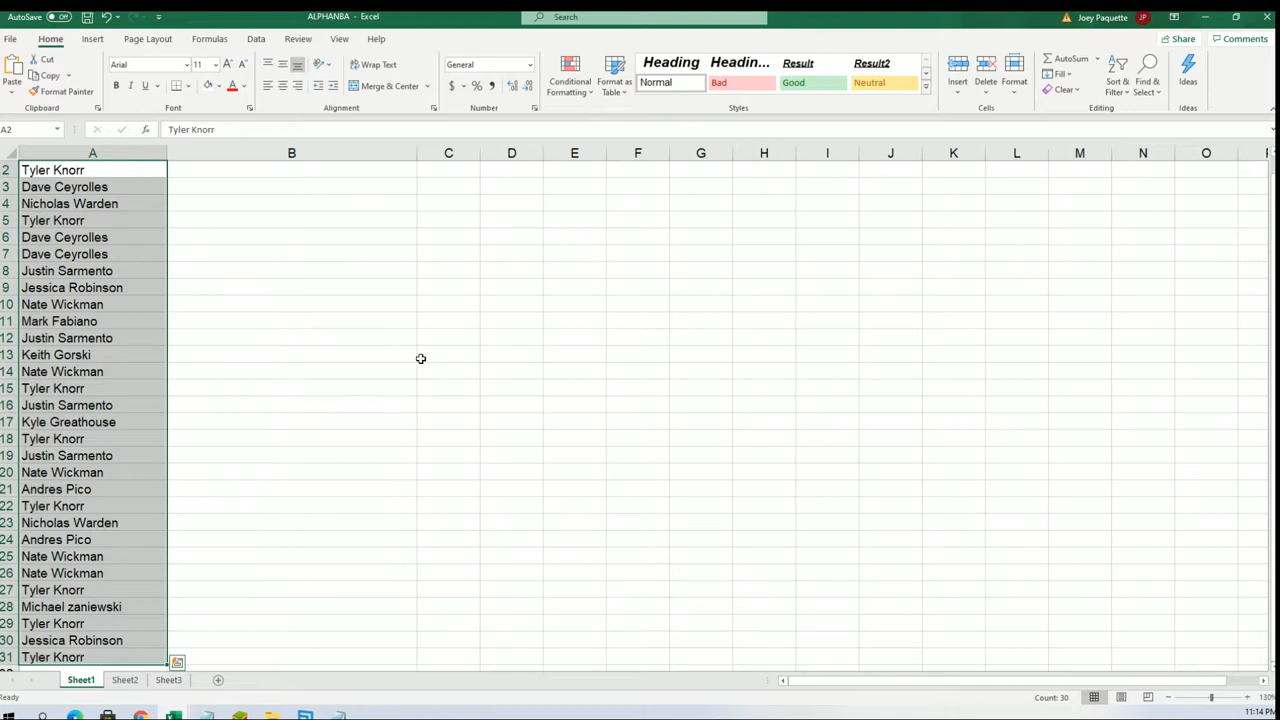 AutoSave Off ALPHANBA - Excel Search Joey Paquette JP
File Home Insert Page Layout Formulas Data Review View Help Share Comments
Cut Arial 11 Wrap Text General Heading Headin... Result Result2 AutoSum
Copy Fill
Paste Format Painter B I U Merge & Center $ % Conditional Formatting Format as Table Normal Bad Good Neutral Insert Delete Format Clear Sort & Filter Find & Select Ideas
Clipboard Font Alignment Number Styles Cells Editing Ideas
A2 fx Tyler Knorr
A B C D E F G H I J K L M N O
2 Tyler Knorr
3 Dave Ceyrolles
4 Nicholas Warden
5 Tyler Knorr
6 Dave Ceyrolles
7 Dave Ceyrolles
8 Justin Sarmento
9 Jessica Robinson
10 Nate Wickman
11 Mark Fabiano
12 Justin Sarmento
13 Keith Gorski
14 Nate Wickman
15 Tyler Knorr
16 Justin Sarmento
17 Kyle Greathouse
18 Tyler Knorr
19 Justin Sarmento
20 Nate Wickman
21 Andres Pico
22 Tyler Knorr
23 Nicholas Warden
24 Andres Pico
25 Nate Wickman
26 Nate Wickman
27 Tyler Knorr
28 Michael zaniewski
29 Tyler Knorr
30 Jessica Robinson
31 Tyler Knorr
Sheet1 Sheet2 Sheet3
Ready Count: 30 130%
11:14 PM